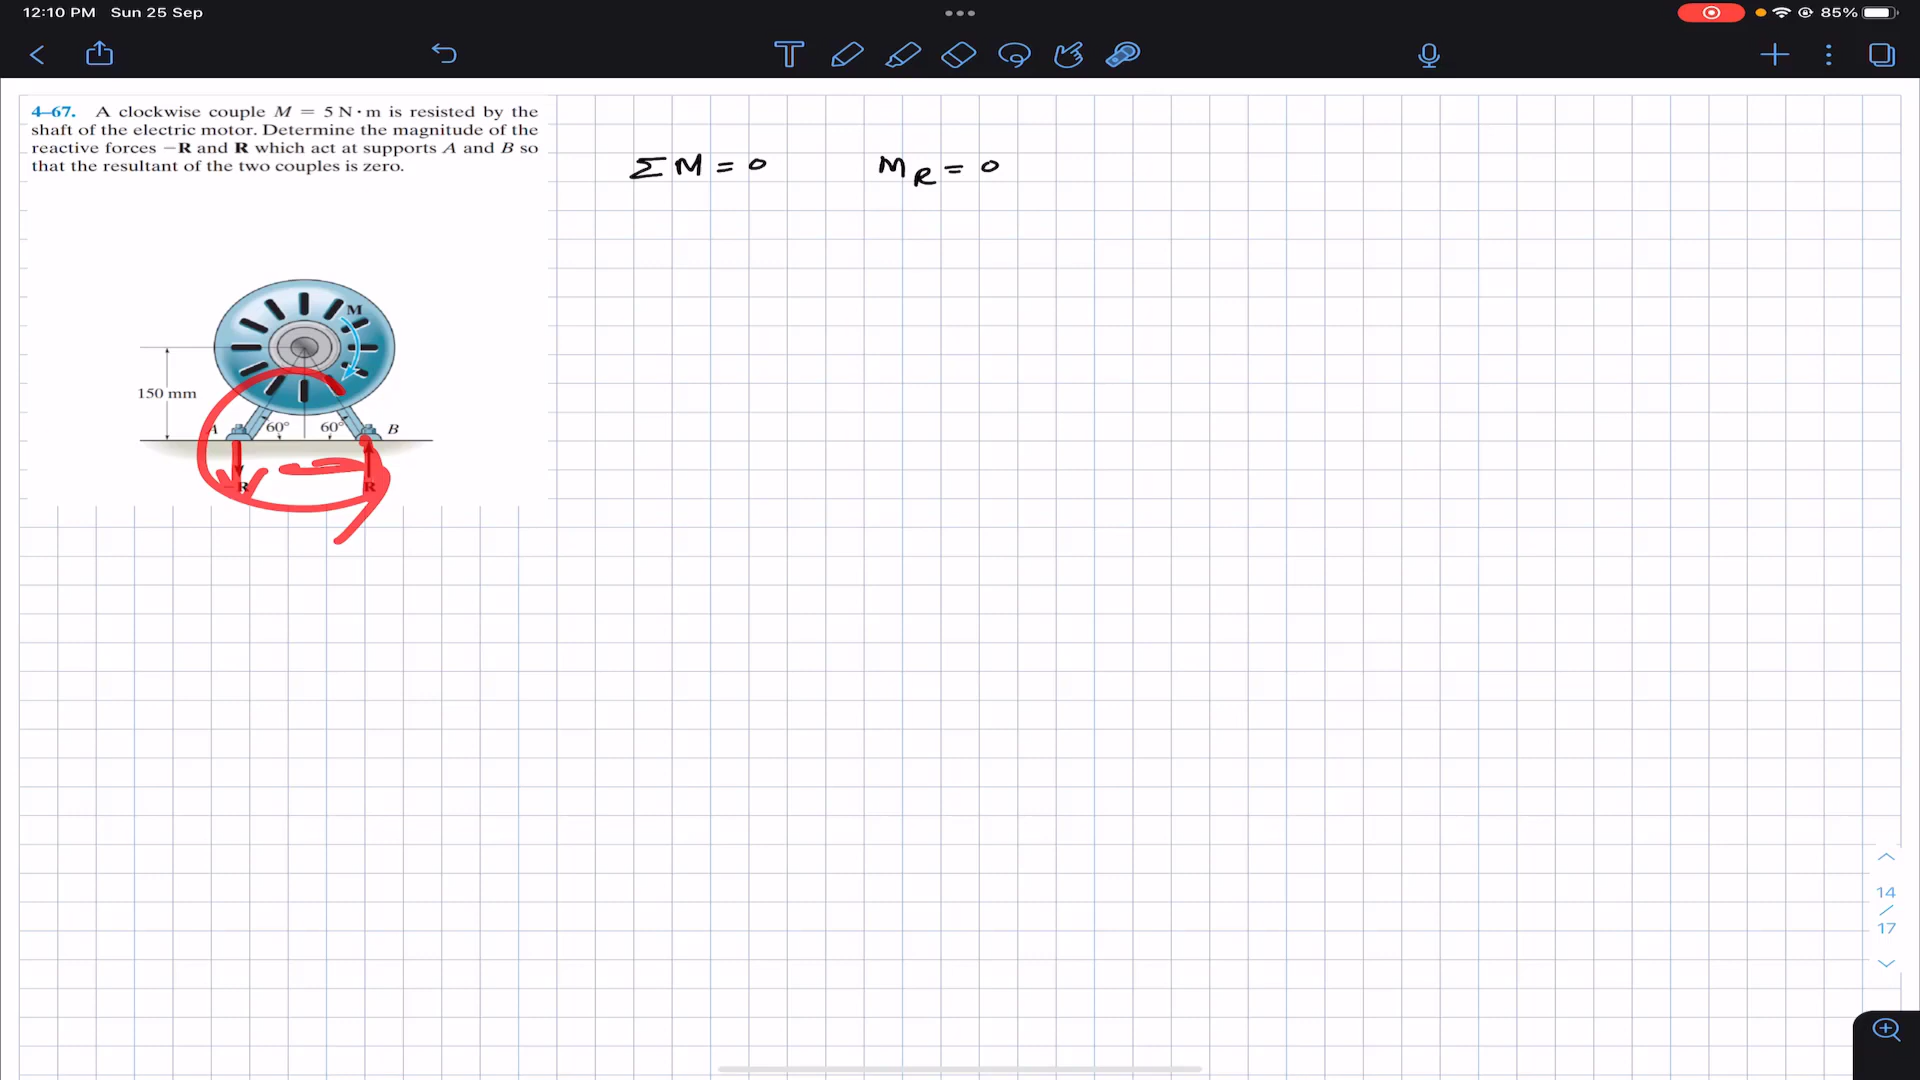 12:10 PM Sun 25 Sep
85%
4–67. A clockwise couple M = 5 N·m is resisted by the
shaft of the electric motor. Determine the magnitude of the
reactive forces −R and R which act at supports A and B so
that the resultant of the two couples is zero.
ΣM = 0 M_R = 0
M
150 mm
A 60° 60° B
−R R
14
/
17